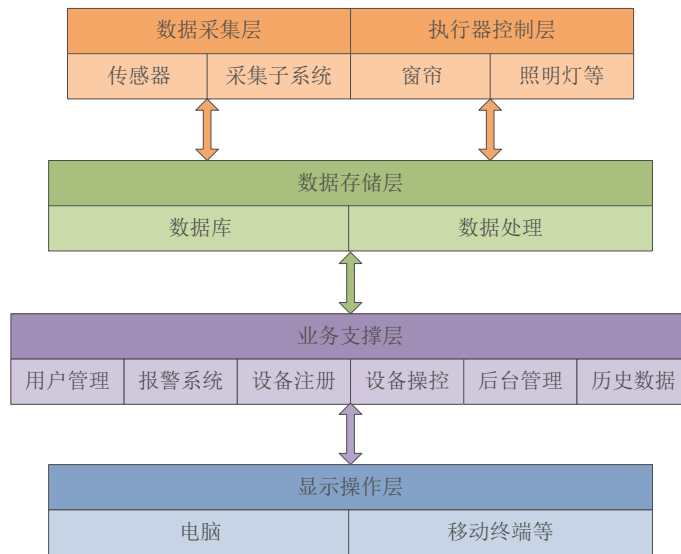 数据采集层 执行器控制层
传感器 采集子系统 窗帘 照明灯等
数据存储层
数据库 数据处理
业务支撑层
用户管理 报警系统 设备注册 设备操控 后台管理 历史数据
显示操作层
电脑 移动终端等